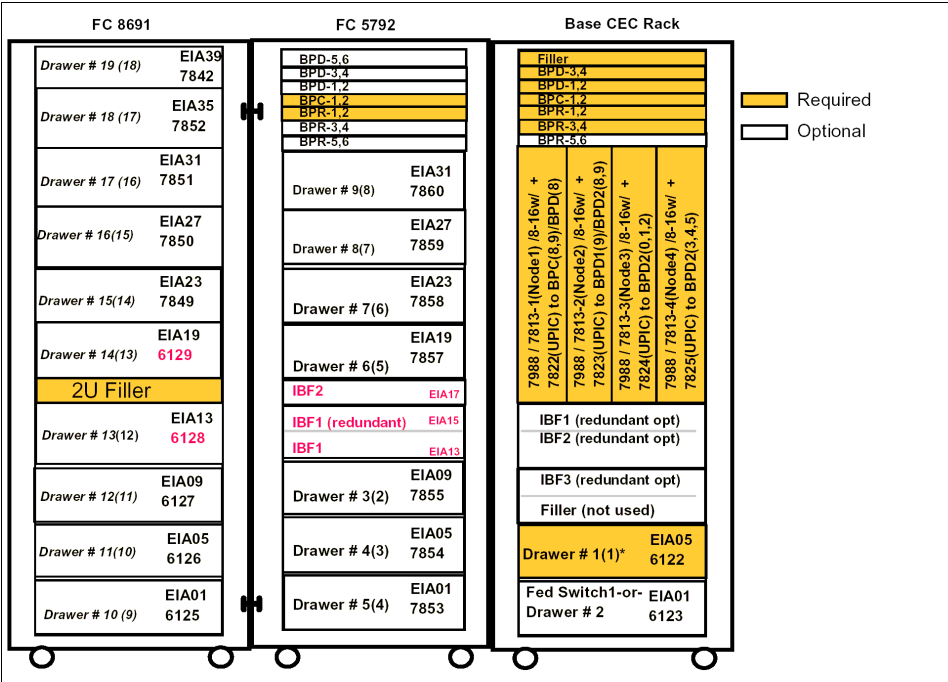 FC 8691
Drawer # 19 (18)
EIA39
7842
Drawer # 18 (17)
EIA35
7852
Drawer # 17 (16)
EIA31
7851
Drawer # 16(15)
EIA27
7850
Drawer # 15(14)
EIA23
7849
Drawer # 14(13)
EIA19
6129
2U Filler
Drawer # 13(12)
EIA13
6128
Drawer # 12(11)
EIA09
6127
Drawer # 11(10)
EIA05
6126
Drawer # 10 (9)
EIA01
6125
FC 5792
BPD-5,6
BPD-3,4
BPD-1,2
BPC-1,2
BPR-1,2
BPR-3,4
BPR-5,6
Drawer # 9(8)
EIA31
7860
Drawer # 8(7)
EIA27
7859
Drawer # 7(6)
EIA23
7858
Drawer # 6(5)
EIA19
7857
IBF2
EIA17
IBF1 (redundant)
EIA15
IBF1
EIA13
Drawer # 3(2)
EIA09
7855
Drawer # 4(3)
EIA05
7854
Drawer # 5(4)
EIA01
7853
Base CEC Rack
Filler
BPD-3,4
BPD-1,2
BPC-1,2
BPR-1,2
BPR-3,4
BPR-5,6
7988 / 7813-1(Node1) /8-16w/ +
7822(UPIC) to BPC(8,9)/BPD(8)
7988 / 7813-2(Node2) /8-16w/ +
7823(UPIC) to BPD1(9)/BPD2(8,9)
7988 / 7813-3(Node3) /8-16w/ +
7824(UPIC) to BPD2(0,1,2)
7988 / 7813-4(Node4) /8-16w/ +
7825(UPIC) to BPD2(3,4,5)
IBF1 (redundant opt)
IBF2 (redundant opt)
IBF3 (redundant opt)
Filler (not used)
Drawer # 1(1)*
EIA05
6122
Fed Switch1-or-
Drawer # 2
EIA01
6123
Required
Optional